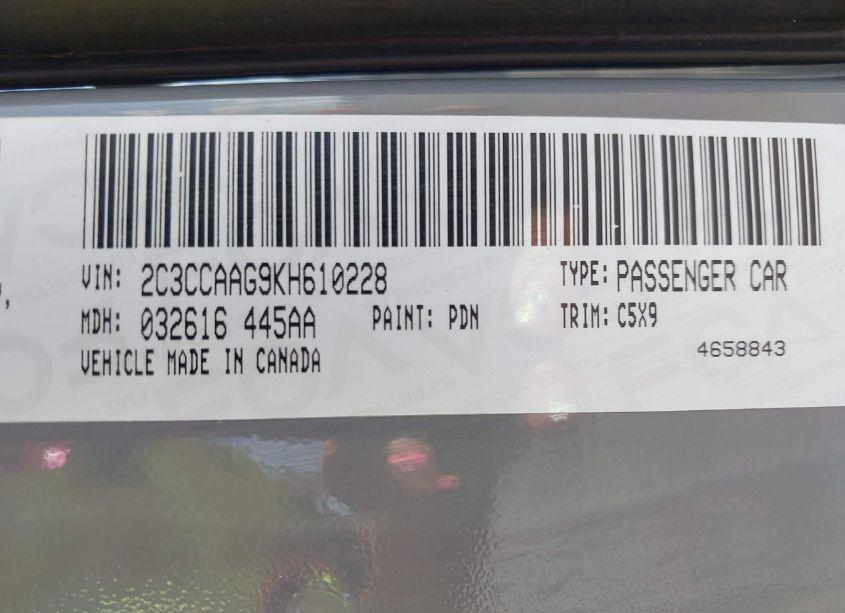 VIN: 2C3CCAAG9KH610228 TYPE: PASSENGER CAR
MDH: 032616 445AA PAINT: PDN TRIM: C5X9
VEHICLE MADE IN CANADA
4658843